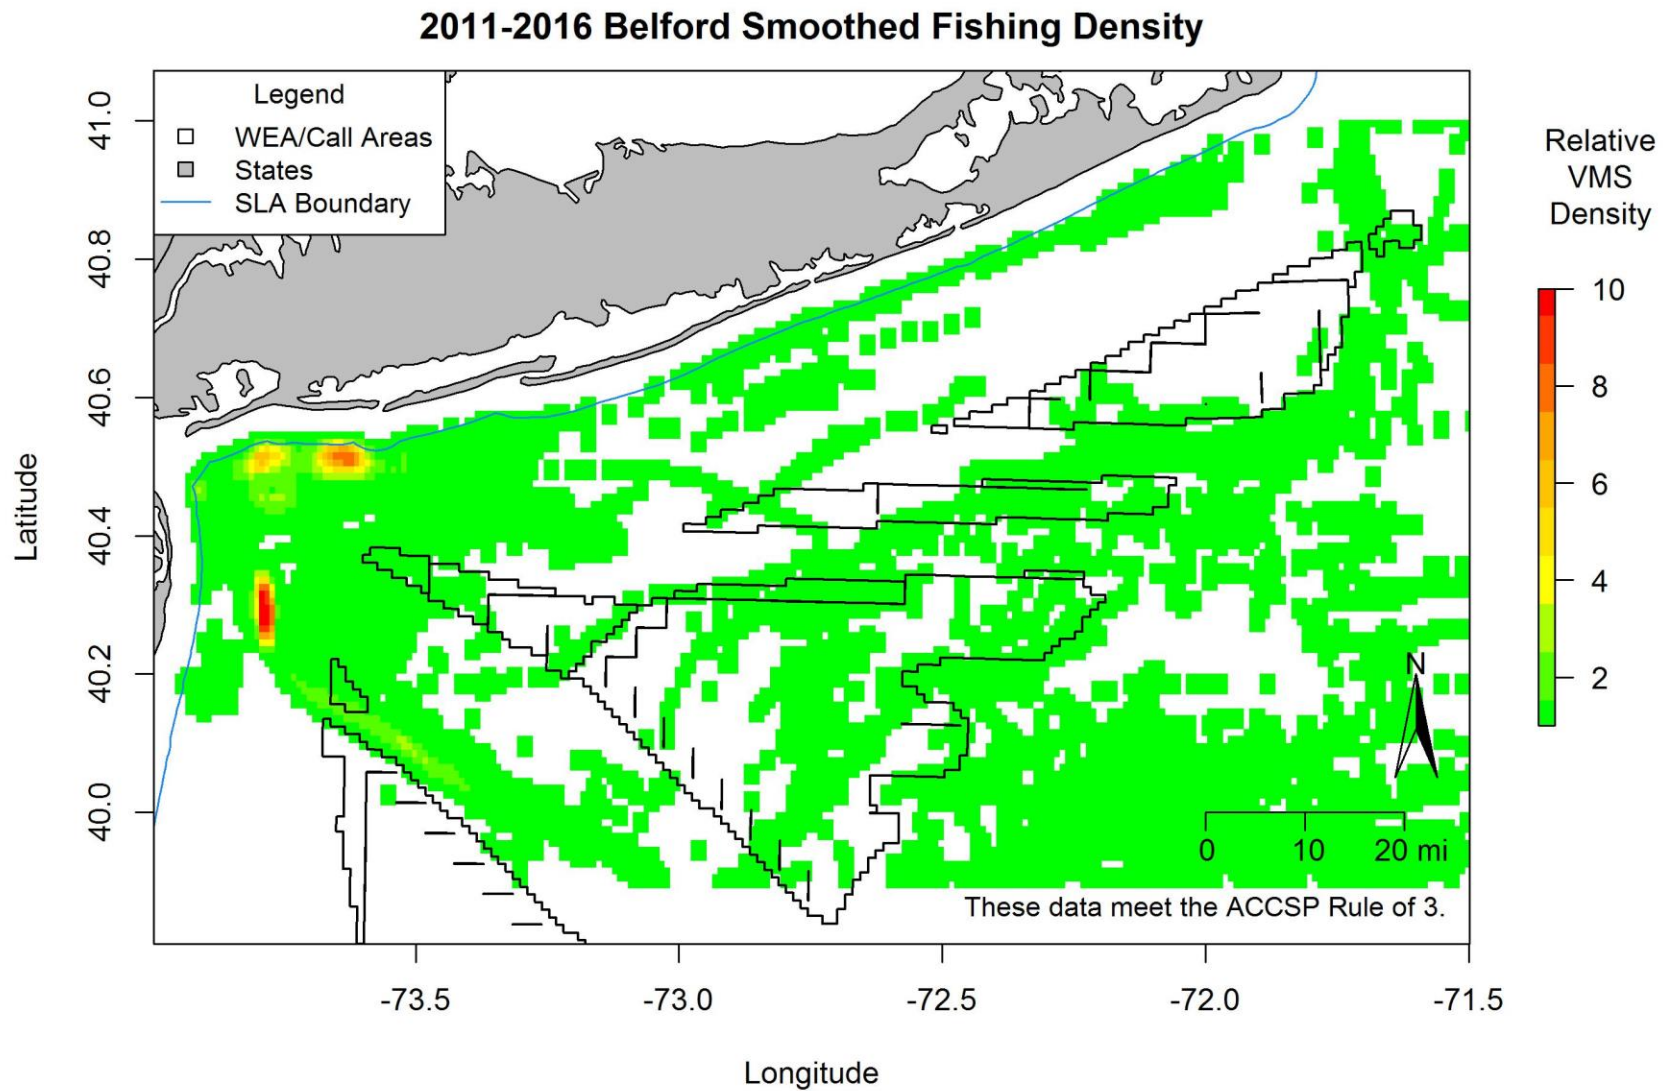 2011-2016 Belford Smoothed Fishing Density
Legend
WEA/Call Areas
States
SLA Boundary
41.0
40.8
40.6
40.4
40.2
40.0
Latitude
-73.5
-73.0
-72.5
-72.0
-71.5
Longitude
Relative
VMS
Density
10
8
6
4
2
N
0 10 20 mi
These data meet the ACCSP Rule of 3.